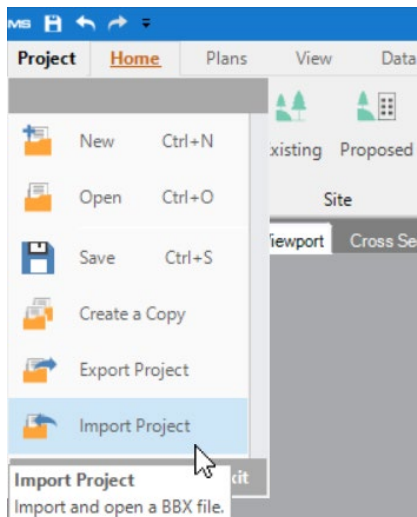 MS
Project Home Plans View Data
New Ctrl+N
xisting Proposed
Open Ctrl+O
Site
Save Ctrl+S
iewport Cross Se
Create a Copy
Export Project
Import Project
xit
Import Project
Import and open a BBX file.